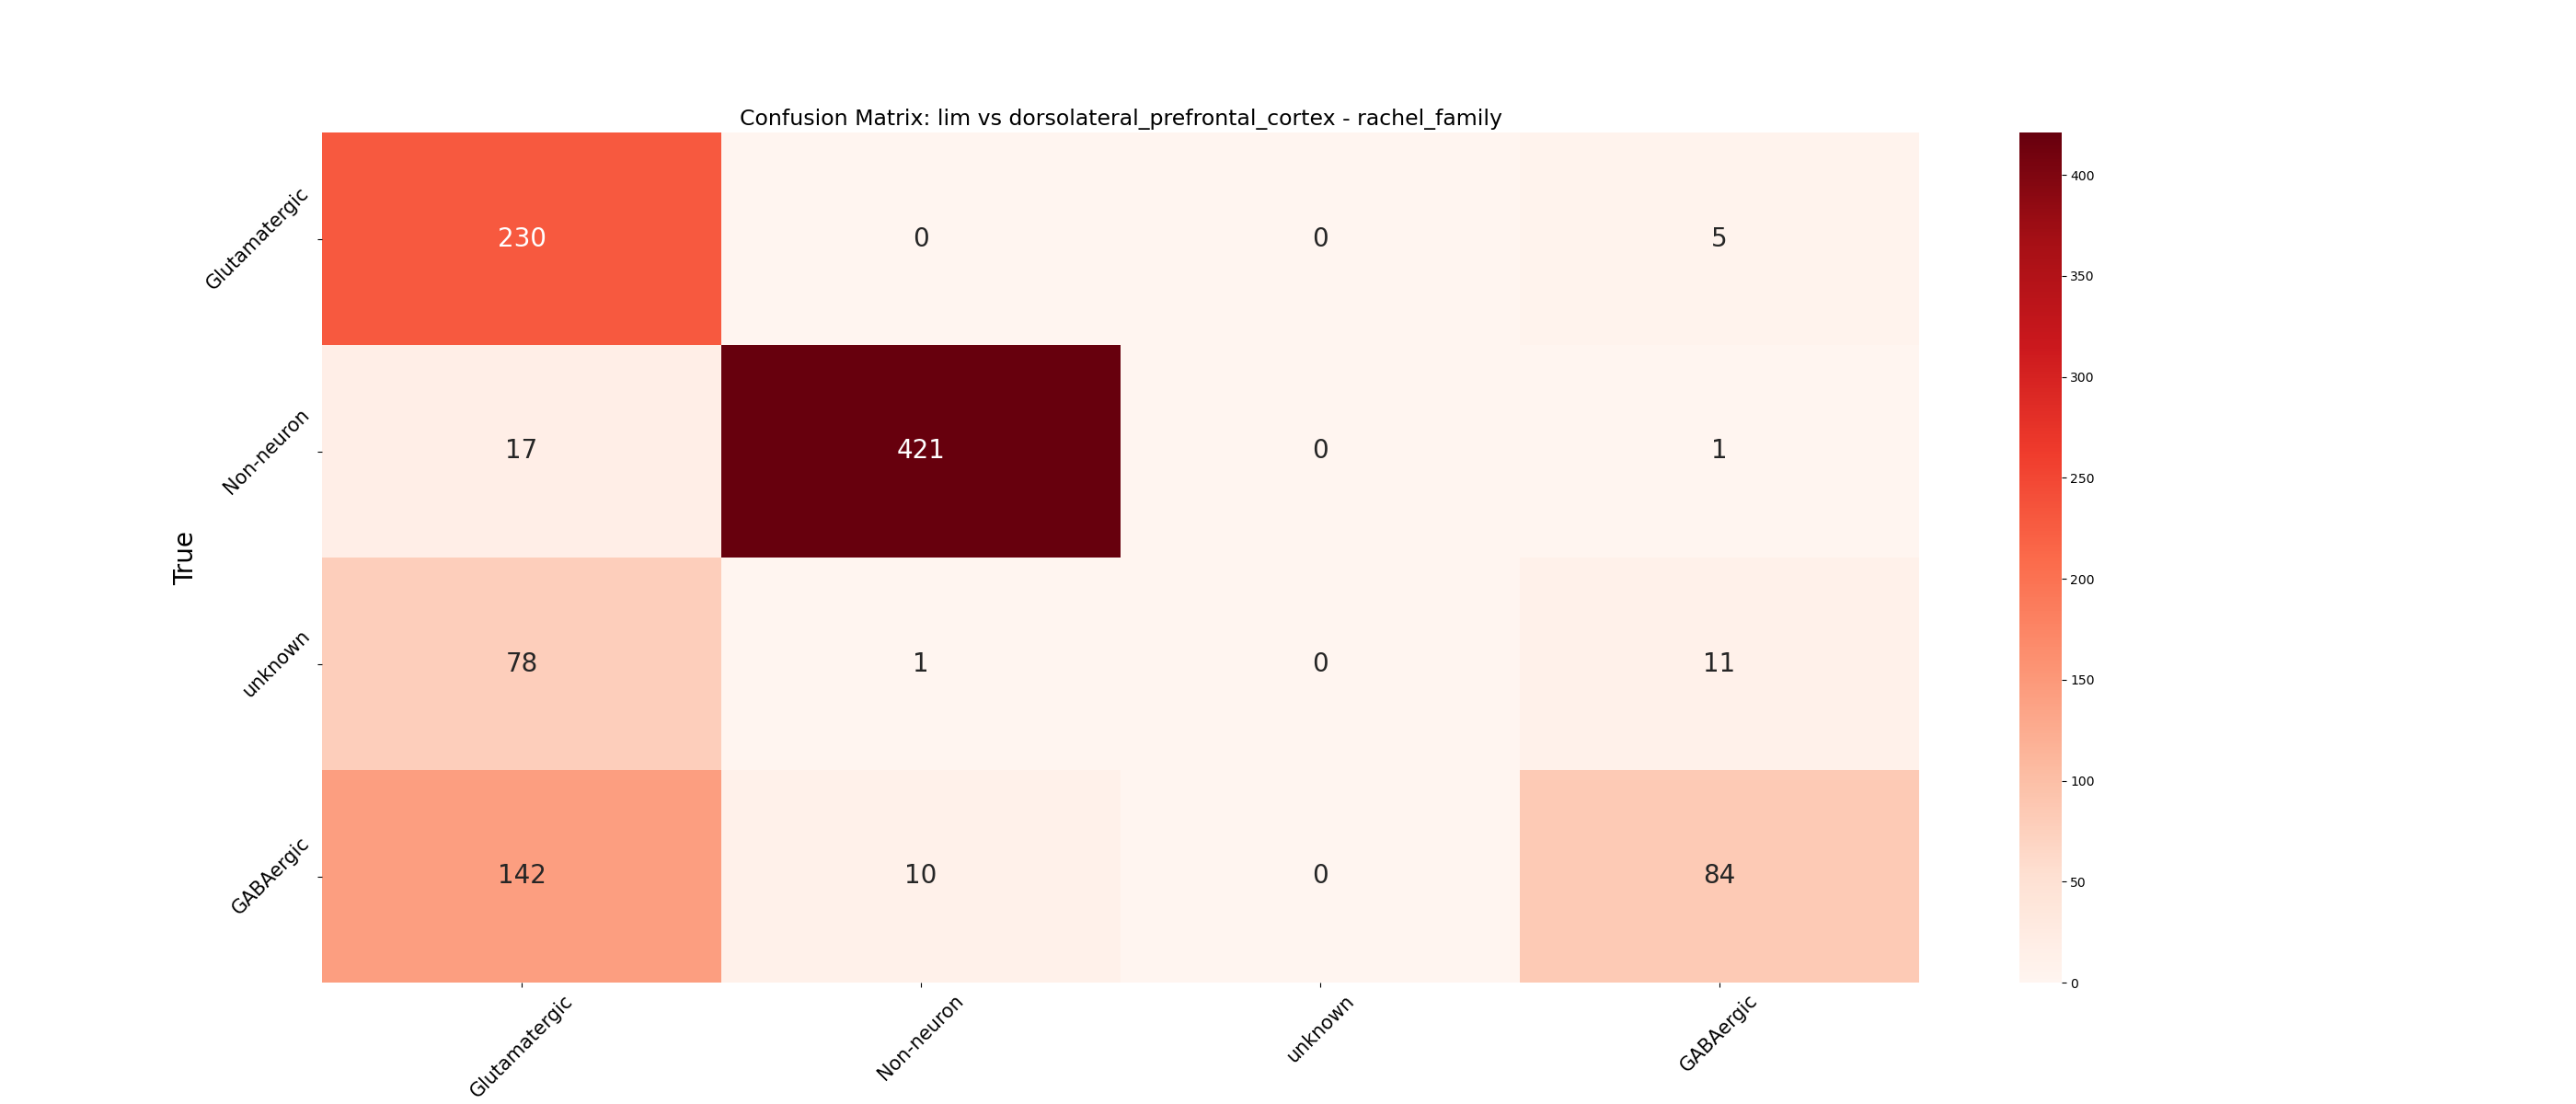 Confusion Matrix: lim vs dorsolateral_prefrontal_cortex - rachel_family
True
Glutamatergic
230 0 0 5
Non-neuron
17 421 0 1
unknown
78 1 0 11
GABAergic
142 10 0 84
Glutamatergic Non-neuron unknown GABAergic
400
350
300
250
200
150
100
50
0